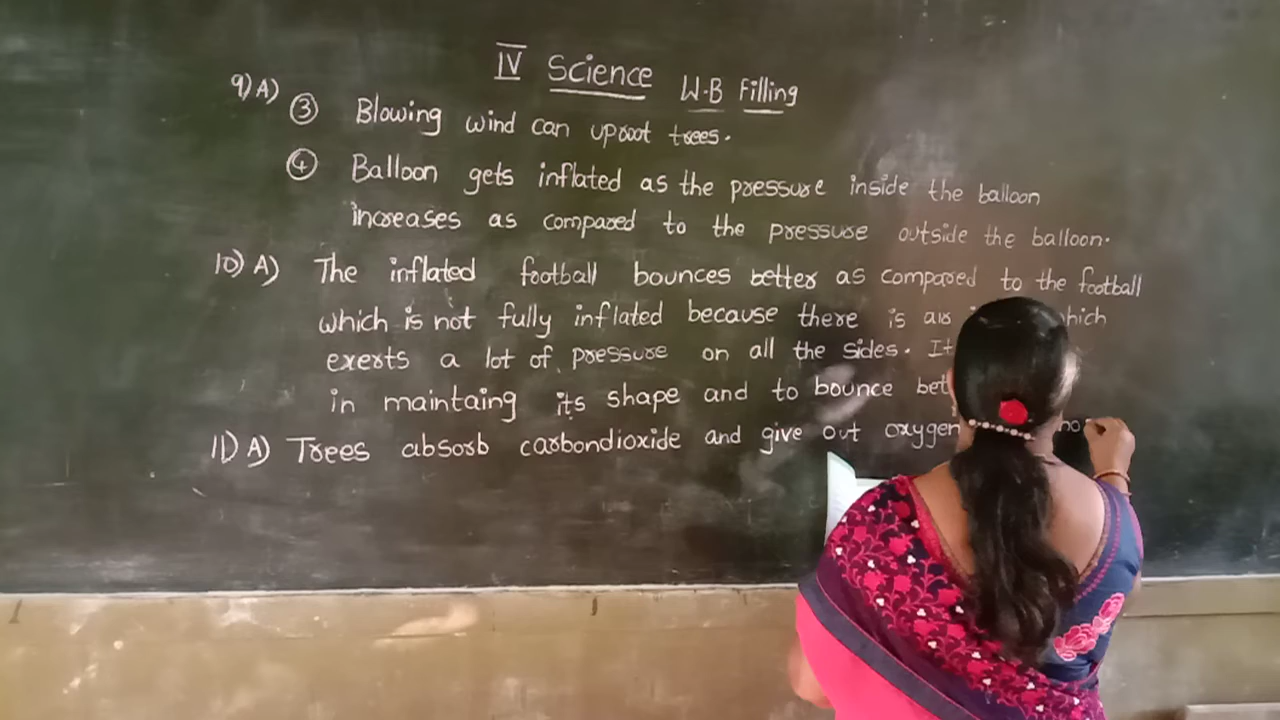 IV Science W.B Filling
9) A) ③ Blowing wind can uproot trees.
④ Balloon gets inflated as the pressure inside the balloon
increases as compared to the pressure outside the balloon.
10) A) The inflated football bounces better as compared to the football
which is not fully inflated because there is air
exerts a lot of pressure on all the sides. It
in maintaing its shape and to bounce
11) A) Trees absorb carbondioxide and give out oxygen